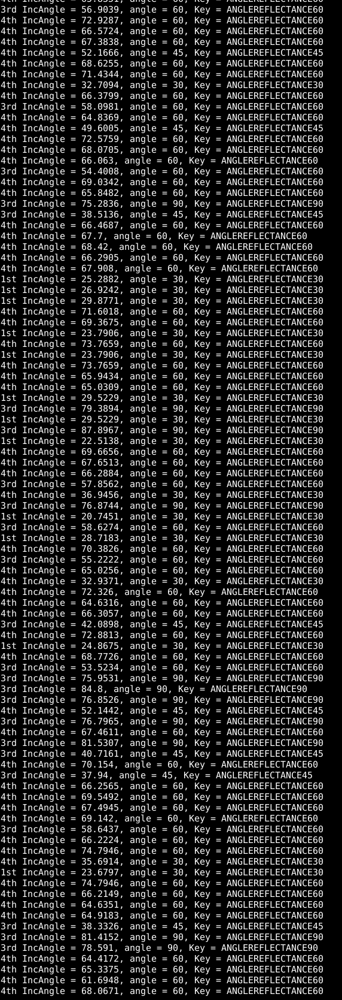 3rd IncAngle = 56.9039, angle = 60, Key = ANGLEREFLECTANCE60
4th IncAngle = 72.9287, angle = 60, Key = ANGLEREFLECTANCE60
4th IncAngle = 66.5724, angle = 60, Key = ANGLEREFLECTANCE60
4th IncAngle = 67.3838, angle = 60, Key = ANGLEREFLECTANCE60
4th IncAngle = 52.1666, angle = 45, Key = ANGLEREFLECTANCE45
4th IncAngle = 68.6255, angle = 60, Key = ANGLEREFLECTANCE60
4th IncAngle = 71.4344, angle = 60, Key = ANGLEREFLECTANCE60
4th IncAngle = 32.7094, angle = 30, Key = ANGLEREFLECTANCE30
4th IncAngle = 66.3799, angle = 60, Key = ANGLEREFLECTANCE60
3rd IncAngle = 58.0981, angle = 60, Key = ANGLEREFLECTANCE60
4th IncAngle = 64.8369, angle = 60, Key = ANGLEREFLECTANCE60
4th IncAngle = 49.6005, angle = 45, Key = ANGLEREFLECTANCE45
4th IncAngle = 72.5759, angle = 60, Key = ANGLEREFLECTANCE60
4th IncAngle = 68.0705, angle = 60, Key = ANGLEREFLECTANCE60
4th IncAngle = 66.063, angle = 60, Key = ANGLEREFLECTANCE60
3rd IncAngle = 54.4008, angle = 60, Key = ANGLEREFLECTANCE60
4th IncAngle = 69.0342, angle = 60, Key = ANGLEREFLECTANCE60
4th IncAngle = 65.8482, angle = 60, Key = ANGLEREFLECTANCE60
3rd IncAngle = 75.2836, angle = 90, Key = ANGLEREFLECTANCE90
3rd IncAngle = 38.5136, angle = 45, Key = ANGLEREFLECTANCE45
4th IncAngle = 66.4687, angle = 60, Key = ANGLEREFLECTANCE60
4th IncAngle = 67.7, angle = 60, Key = ANGLEREFLECTANCE60
4th IncAngle = 68.42, angle = 60, Key = ANGLEREFLECTANCE60
4th IncAngle = 66.2905, angle = 60, Key = ANGLEREFLECTANCE60
4th IncAngle = 67.908, angle = 60, Key = ANGLEREFLECTANCE60
1st IncAngle = 25.2882, angle = 30, Key = ANGLEREFLECTANCE30
1st IncAngle = 26.9242, angle = 30, Key = ANGLEREFLECTANCE30
1st IncAngle = 29.8771, angle = 30, Key = ANGLEREFLECTANCE30
4th IncAngle = 71.6018, angle = 60, Key = ANGLEREFLECTANCE60
4th IncAngle = 69.3675, angle = 60, Key = ANGLEREFLECTANCE60
1st IncAngle = 23.7906, angle = 30, Key = ANGLEREFLECTANCE30
4th IncAngle = 73.7659, angle = 60, Key = ANGLEREFLECTANCE60
1st IncAngle = 23.7906, angle = 30, Key = ANGLEREFLECTANCE30
4th IncAngle = 73.7659, angle = 60, Key = ANGLEREFLECTANCE60
4th IncAngle = 65.9434, angle = 60, Key = ANGLEREFLECTANCE60
4th IncAngle = 65.0309, angle = 60, Key = ANGLEREFLECTANCE60
1st IncAngle = 29.5229, angle = 30, Key = ANGLEREFLECTANCE30
3rd IncAngle = 79.3894, angle = 90, Key = ANGLEREFLECTANCE90
1st IncAngle = 29.5229, angle = 30, Key = ANGLEREFLECTANCE30
3rd IncAngle = 87.8967, angle = 90, Key = ANGLEREFLECTANCE90
1st IncAngle = 22.5138, angle = 30, Key = ANGLEREFLECTANCE30
4th IncAngle = 69.6656, angle = 60, Key = ANGLEREFLECTANCE60
4th IncAngle = 67.6513, angle = 60, Key = ANGLEREFLECTANCE60
4th IncAngle = 66.2884, angle = 60, Key = ANGLEREFLECTANCE60
3rd IncAngle = 57.8562, angle = 60, Key = ANGLEREFLECTANCE60
4th IncAngle = 36.9456, angle = 30, Key = ANGLEREFLECTANCE30
3rd IncAngle = 76.8744, angle = 90, Key = ANGLEREFLECTANCE90
1st IncAngle = 20.7451, angle = 30, Key = ANGLEREFLECTANCE30
3rd IncAngle = 58.6274, angle = 60, Key = ANGLEREFLECTANCE60
1st IncAngle = 28.7183, angle = 30, Key = ANGLEREFLECTANCE30
4th IncAngle = 70.3826, angle = 60, Key = ANGLEREFLECTANCE60
3rd IncAngle = 55.2222, angle = 60, Key = ANGLEREFLECTANCE60
4th IncAngle = 65.0256, angle = 60, Key = ANGLEREFLECTANCE60
4th IncAngle = 32.9371, angle = 30, Key = ANGLEREFLECTANCE30
4th IncAngle = 72.326, angle = 60, Key = ANGLEREFLECTANCE60
4th IncAngle = 64.6316, angle = 60, Key = ANGLEREFLECTANCE60
4th IncAngle = 66.3057, angle = 60, Key = ANGLEREFLECTANCE60
3rd IncAngle = 42.0898, angle = 45, Key = ANGLEREFLECTANCE45
4th IncAngle = 72.8813, angle = 60, Key = ANGLEREFLECTANCE60
1st IncAngle = 24.8675, angle = 30, Key = ANGLEREFLECTANCE30
4th IncAngle = 68.7726, angle = 60, Key = ANGLEREFLECTANCE60
3rd IncAngle = 53.5234, angle = 60, Key = ANGLEREFLECTANCE60
3rd IncAngle = 75.9531, angle = 90, Key = ANGLEREFLECTANCE90
3rd IncAngle = 84.8, angle = 90, Key = ANGLEREFLECTANCE90
3rd IncAngle = 76.8526, angle = 90, Key = ANGLEREFLECTANCE90
4th IncAngle = 52.1442, angle = 45, Key = ANGLEREFLECTANCE45
3rd IncAngle = 76.7965, angle = 90, Key = ANGLEREFLECTANCE90
4th IncAngle = 67.4611, angle = 60, Key = ANGLEREFLECTANCE60
3rd IncAngle = 81.5307, angle = 90, Key = ANGLEREFLECTANCE90
3rd IncAngle = 40.7161, angle = 45, Key = ANGLEREFLECTANCE45
4th IncAngle = 70.154, angle = 60, Key = ANGLEREFLECTANCE60
3rd IncAngle = 37.94, angle = 45, Key = ANGLEREFLECTANCE45
4th IncAngle = 66.2565, angle = 60, Key = ANGLEREFLECTANCE60
4th IncAngle = 69.5492, angle = 60, Key = ANGLEREFLECTANCE60
4th IncAngle = 67.4945, angle = 60, Key = ANGLEREFLECTANCE60
4th IncAngle = 69.142, angle = 60, Key = ANGLEREFLECTANCE60
3rd IncAngle = 58.6437, angle = 60, Key = ANGLEREFLECTANCE60
4th IncAngle = 66.2224, angle = 60, Key = ANGLEREFLECTANCE60
4th IncAngle = 74.7946, angle = 60, Key = ANGLEREFLECTANCE60
4th IncAngle = 35.6914, angle = 30, Key = ANGLEREFLECTANCE30
1st IncAngle = 23.6797, angle = 30, Key = ANGLEREFLECTANCE30
4th IncAngle = 74.7946, angle = 60, Key = ANGLEREFLECTANCE60
4th IncAngle = 66.2149, angle = 60, Key = ANGLEREFLECTANCE60
4th IncAngle = 64.6351, angle = 60, Key = ANGLEREFLECTANCE60
4th IncAngle = 64.9183, angle = 60, Key = ANGLEREFLECTANCE60
3rd IncAngle = 38.3326, angle = 45, Key = ANGLEREFLECTANCE45
3rd IncAngle = 81.4152, angle = 90, Key = ANGLEREFLECTANCE90
3rd IncAngle = 78.591, angle = 90, Key = ANGLEREFLECTANCE90
4th IncAngle = 64.4172, angle = 60, Key = ANGLEREFLECTANCE60
4th IncAngle = 65.3375, angle = 60, Key = ANGLEREFLECTANCE60
4th IncAngle = 61.6948, angle = 60, Key = ANGLEREFLECTANCE60
4th IncAngle = 68.0671, angle = 60, Key = ANGLEREFLECTANCE60